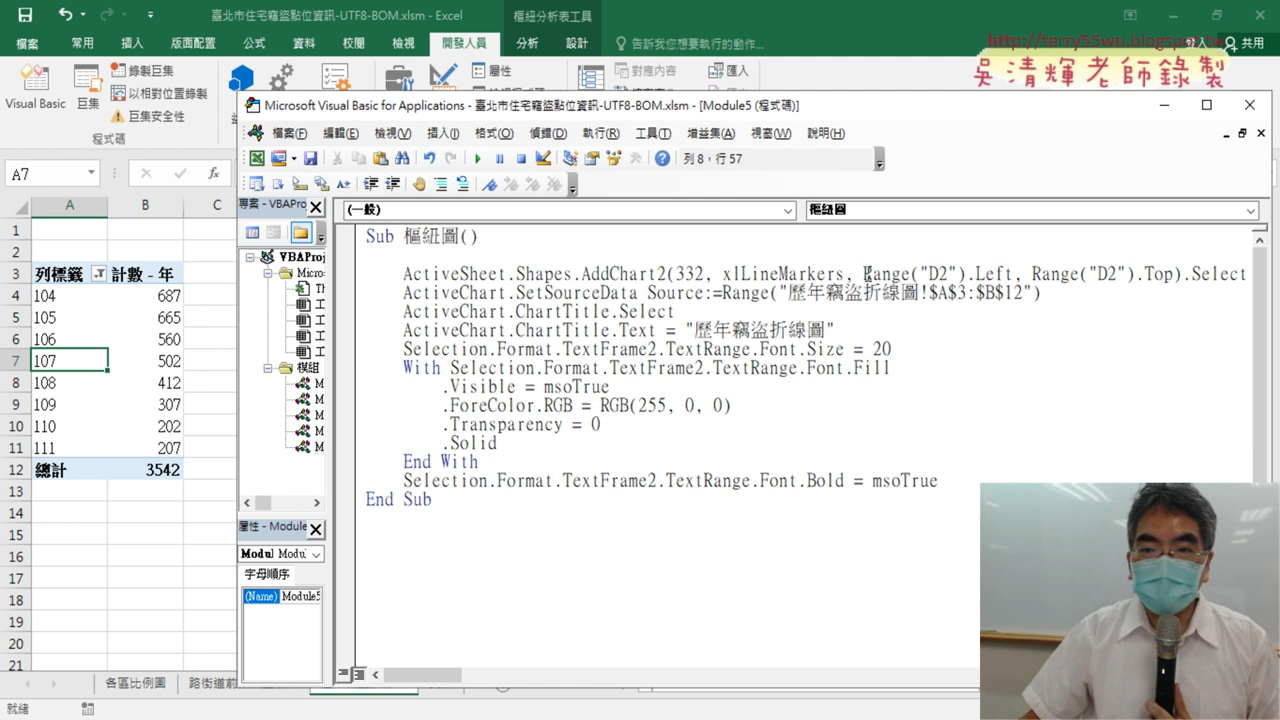 臺北市住宅竊盜點位資訊-UTF8-BOM.xlsm - Excel
樞紐分析表工具
http://terry55wu.blogspot.tw
檔案 常用 插入 版面配置 公式 資料 校閱 檢視 開發人員 分析 設計 告訴我您想要執行的動作... 共用
吳清輝老師錄製
Visual Basic 巨集 錄製巨集 以相對位置錄製 巨集安全性 屬性 對應內容 匯入
程式碼
Microsoft Visual Basic for Applications - 臺北市住宅竊盜點位資訊-UTF8-BOM.xlsm - [Module5 (程式碼)]
檔案(F) 編輯(E) 檢視(V) 插入(I) 格式(O) 偵錯(D) 執行(R) 工具(T) 增益集(A) 視窗(W) 說明(H)
列 8，行 57
A7
fx
A B C
專案 - VBAPro
(一般) 樞紐圖
VBAProj
Micros
模組
屬性 - Module
Modul Modu
字母順序
(Name) Module5
1
2
3 列標籤 計數 - 年
4 104 687
5 105 665
6 106 560
7 107 502
8 108 412
9 109 307
10 110 202
11 111 207
12 總計 3542
13
14
15
16
17
18
19
20
21
Sub 樞紐圖()
ActiveSheet.Shapes.AddChart2(332, xlLineMarkers, Range("D2").Left, Range("D2").Top).Select
ActiveChart.SetSourceData Source:=Range("歷年竊盜折線圖!$A$3:$B$12")
ActiveChart.ChartTitle.Select
ActiveChart.ChartTitle.Text = "歷年竊盜折線圖"
Selection.Format.TextFrame2.TextRange.Font.Size = 20
With Selection.Format.TextFrame2.TextRange.Font.Fill
.Visible = msoTrue
.ForeColor.RGB = RGB(255, 0, 0)
.Transparency = 0
.Solid
End With
Selection.Format.TextFrame2.TextRange.Font.Bold = msoTrue
End Sub
各區比例圖 路街道前
就緒